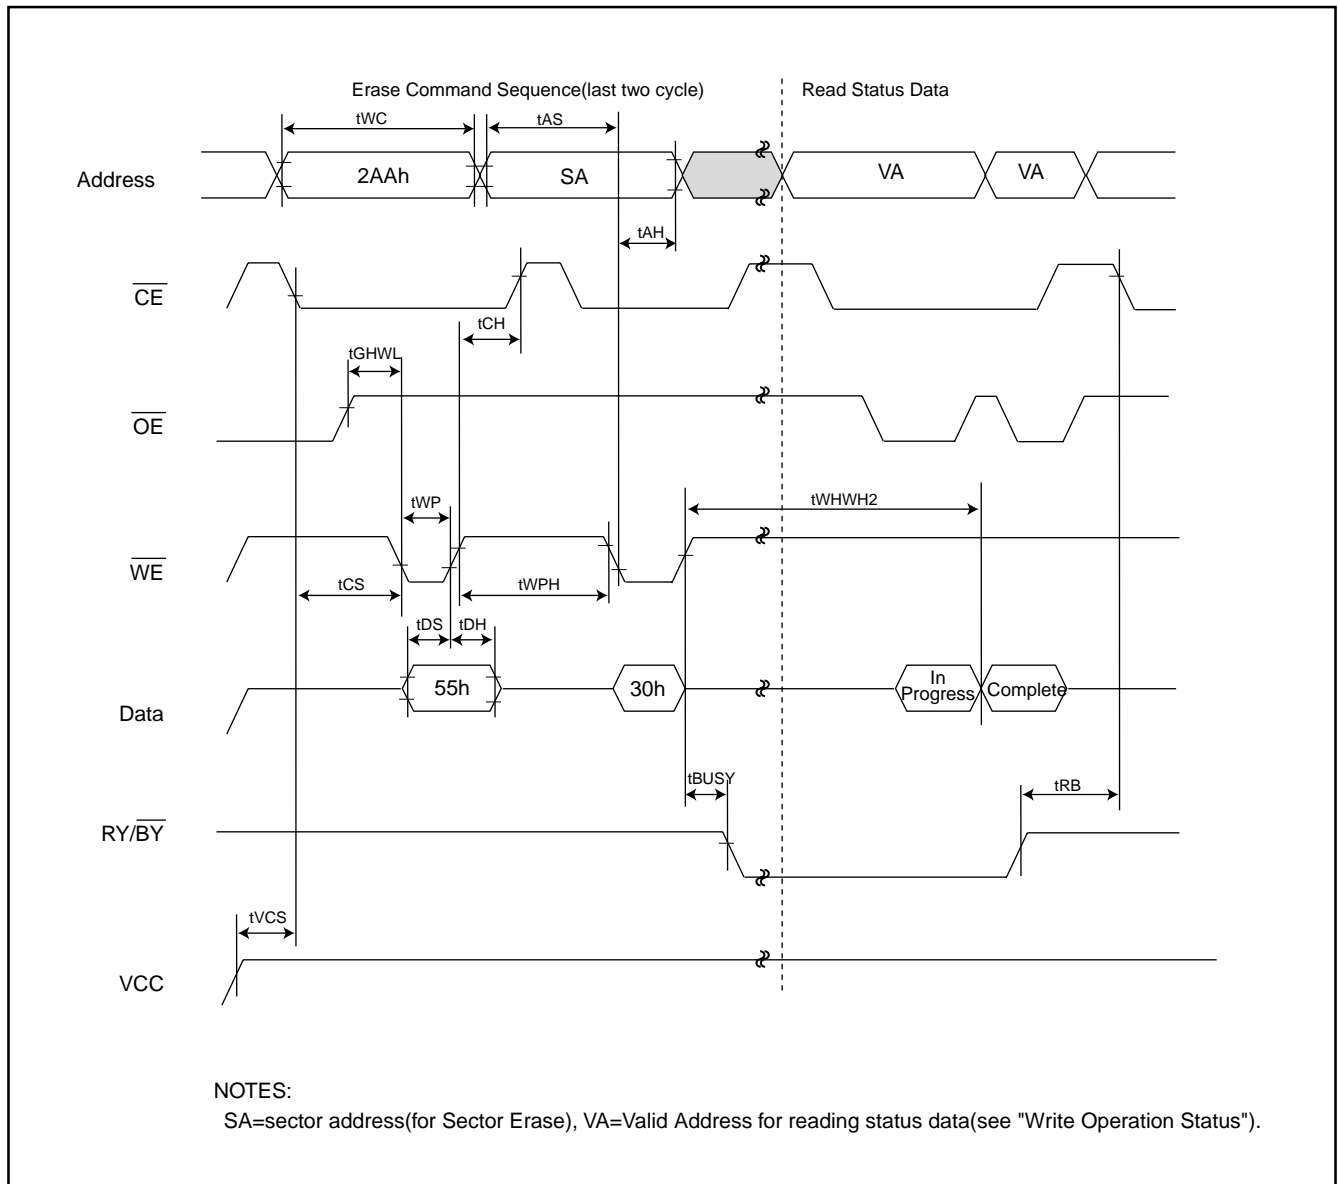 Erase Command Sequence(last two cycle)
Read Status Data
tWC
tAS
Address
2AAh
SA
VA
VA
tAH
CE
tCH
tGHWL
OE
tWHWH2
tWP
WE
tCS
tWPH
tDS
tDH
55h
30h
In
Progress
Complete
Data
tBUSY
tRB
RY/BY
tVCS
VCC
NOTES:
SA=sector address(for Sector Erase), VA=Valid Address for reading status data(see "Write Operation Status").